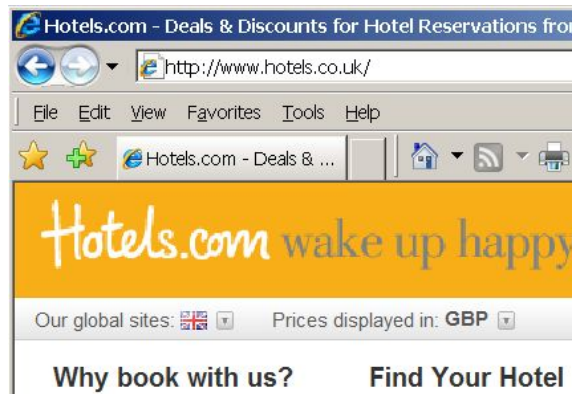 Hotels.com - Deals & Discounts for Hotel Reservations from
http://www.hotels.co.uk/
File Edit View Favorites Tools Help
Hotels.com - Deals & ...
Hotels.com wake up happy
Our global sites: Prices displayed in: GBP
Why book with us? Find Your Hotel